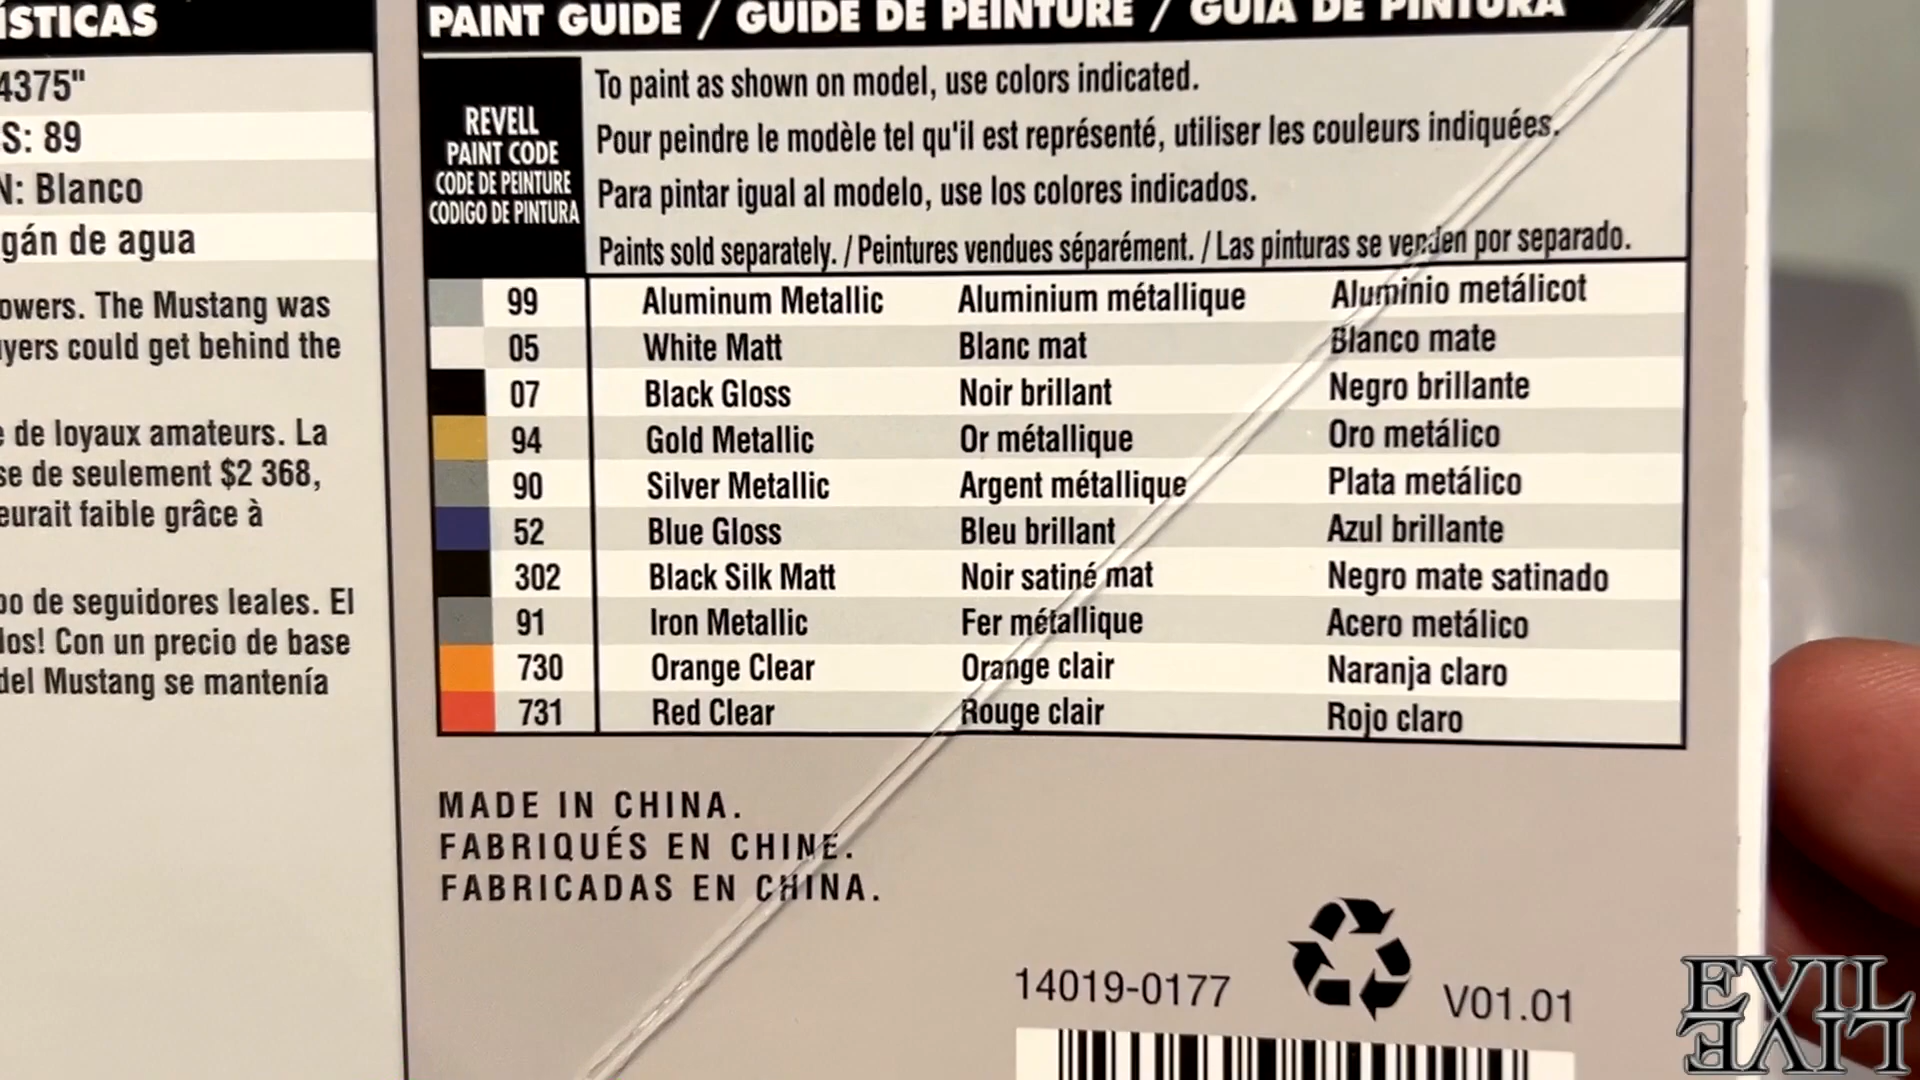 ÍSTICAS
4375"
S: 89
N: Blanco
gán de agua
owers. The Mustang was
yers could get behind the
de loyaux amateurs. La
se de seulement $2 368,
eurait faible grâce à
po de seguidores leales. El
los! Con un precio de base
del Mustang se mantenía
PAINT GUIDE / GUIDE DE PEINTURE / GUÍA DE PINTURA
REVELL
PAINT CODE
CODE DE PEINTURE
CODIGO DE PINTURA
To paint as shown on model, use colors indicated.
Pour peindre le modèle tel qu'il est représenté, utiliser les couleurs indiquées.
Para pintar igual al modelo, use los colores indicados.
Paints sold separately. / Peintures vendues séparément. / Las pinturas se venden por separado.
99 Aluminum Metallic Aluminium métallique Aluminio metálicot
05 White Matt Blanc mat Blanco mate
07 Black Gloss Noir brillant Negro brillante
94 Gold Metallic Or métallique Oro metálico
90 Silver Metallic Argent métallique Plata metálico
52 Blue Gloss Bleu brillant Azul brillante
302 Black Silk Matt Noir satiné mat Negro mate satinado
91 Iron Metallic Fer métallique Acero metálico
730 Orange Clear Orange clair Naranja claro
731 Red Clear Rouge clair Rojo claro
MADE IN CHINA.
FABRIQUÉS EN CHINE.
FABRICADAS EN CHINA.
14019-0177 V01.01
EVIL
EVIL